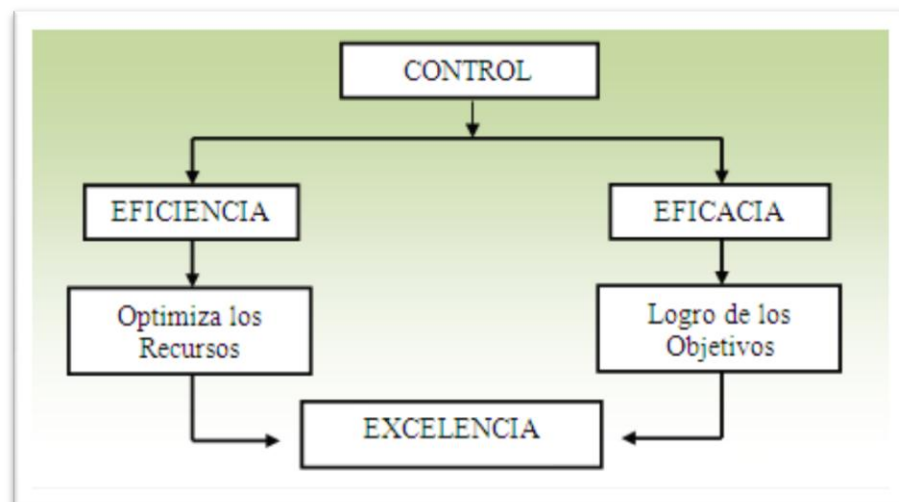 CONTROL
EFICIENCIA
EFICACIA
Optimiza los
Recursos
Logro de los
Objetivos
EXCELENCIA